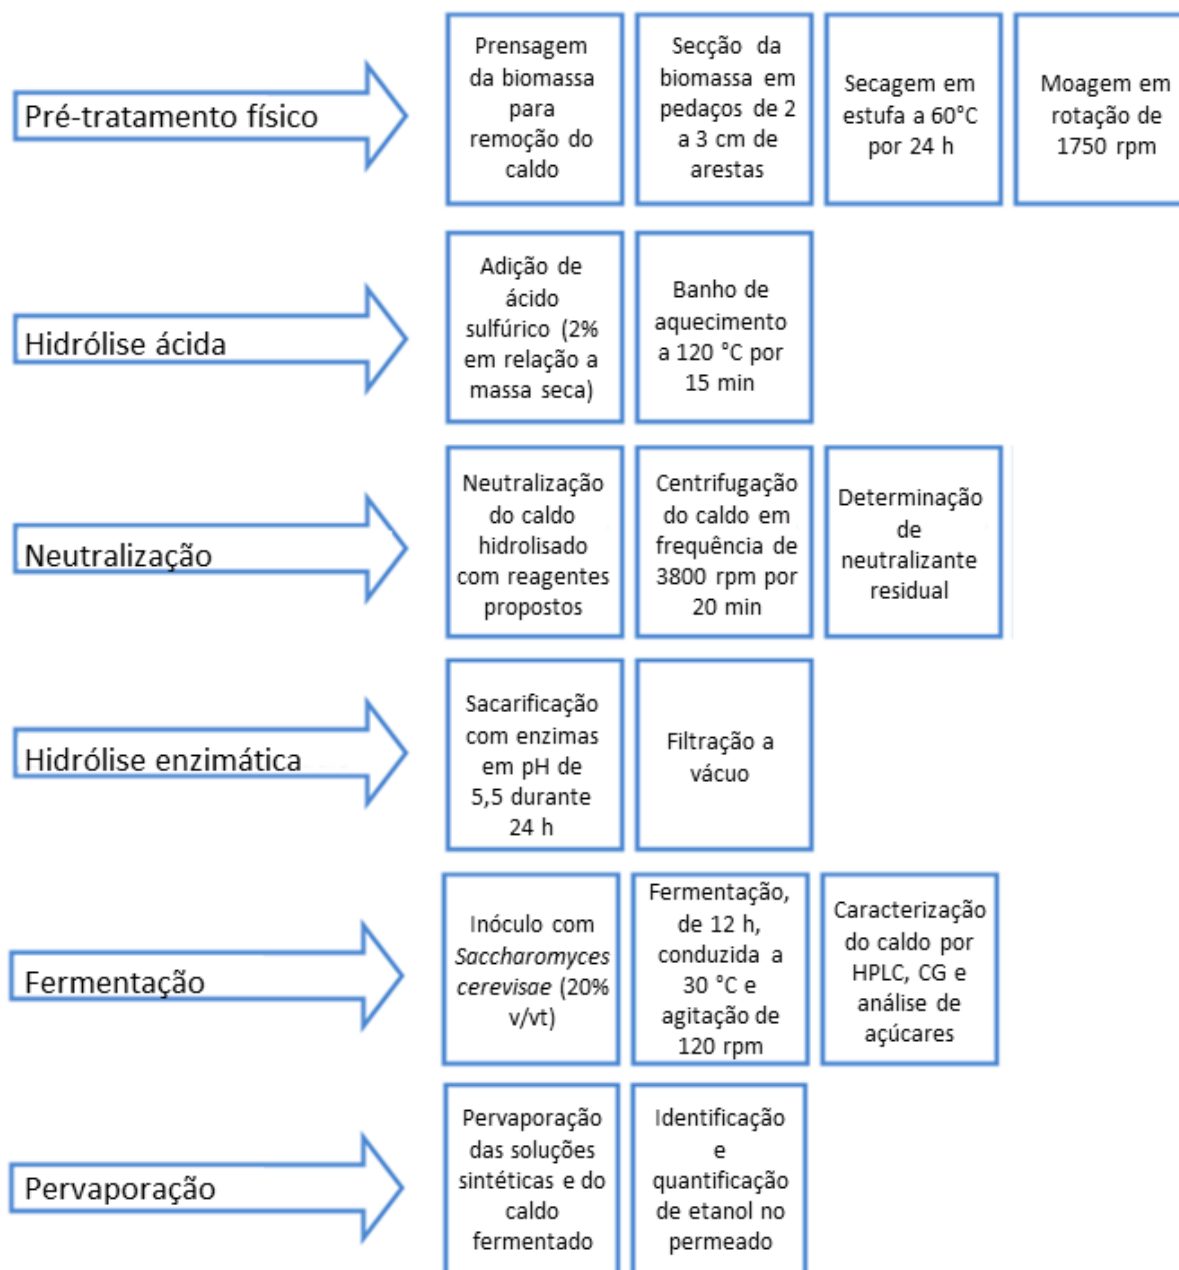 Pré-tratamento físico
Prensagem
da biomassa
para
remoção do
caldo
Secção da
biomassa em
pedaços de 2
a 3 cm de
arestas
Secagem em
estufa a 60°C
por 24 h
Moagem em
rotação de
1750 rpm
Hidrólise ácida
Adição de
ácido
sulfúrico (2%
em relação a
massa seca)
Banho de
aquecimento
a 120 °C por
15 min
Neutralização
Neutralização
do caldo
hidrolisado
com reagentes
propostos
Centrifugação
do caldo em
frequência de
3800 rpm por
20 min
Determinação
de
neutralizante
residual
Hidrólise enzimática
Sacarificação
com enzimas
em pH de
5,5 durante
24 h
Filtração a
vácuo
Fermentação
Inóculo com
Saccharomyces
cerevisae (20%
v/vt)
Fermentação,
de 12 h,
conduzida a
30 °C e
agitação de
120 rpm
Caracterização
do caldo por
HPLC, CG e
análise de
açúcares
Pervaporação
Pervaporação
das soluções
sintéticas e do
caldo
fermentado
Identificação
e
quantificação
de etanol no
permeado